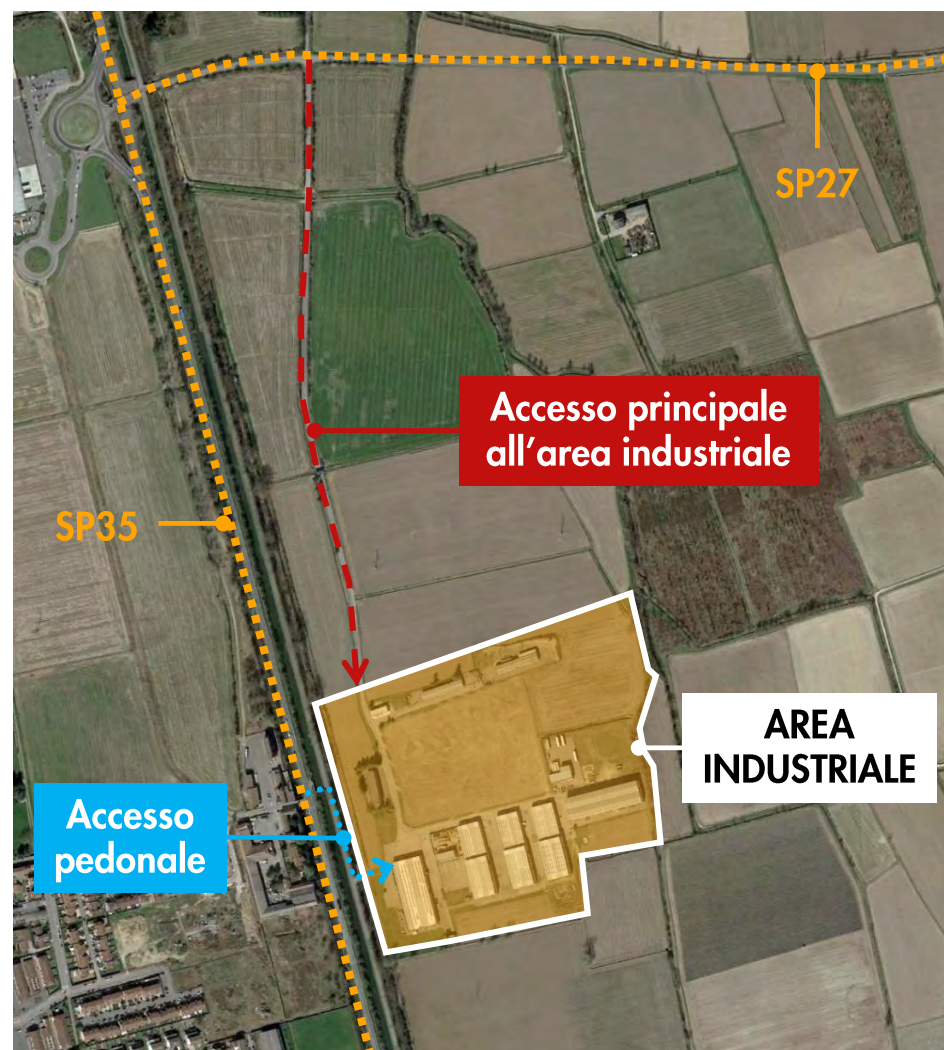 SP27
Accesso principale
all’area industriale
SP35
AREA
INDUSTRIALE
Accesso
pedonale